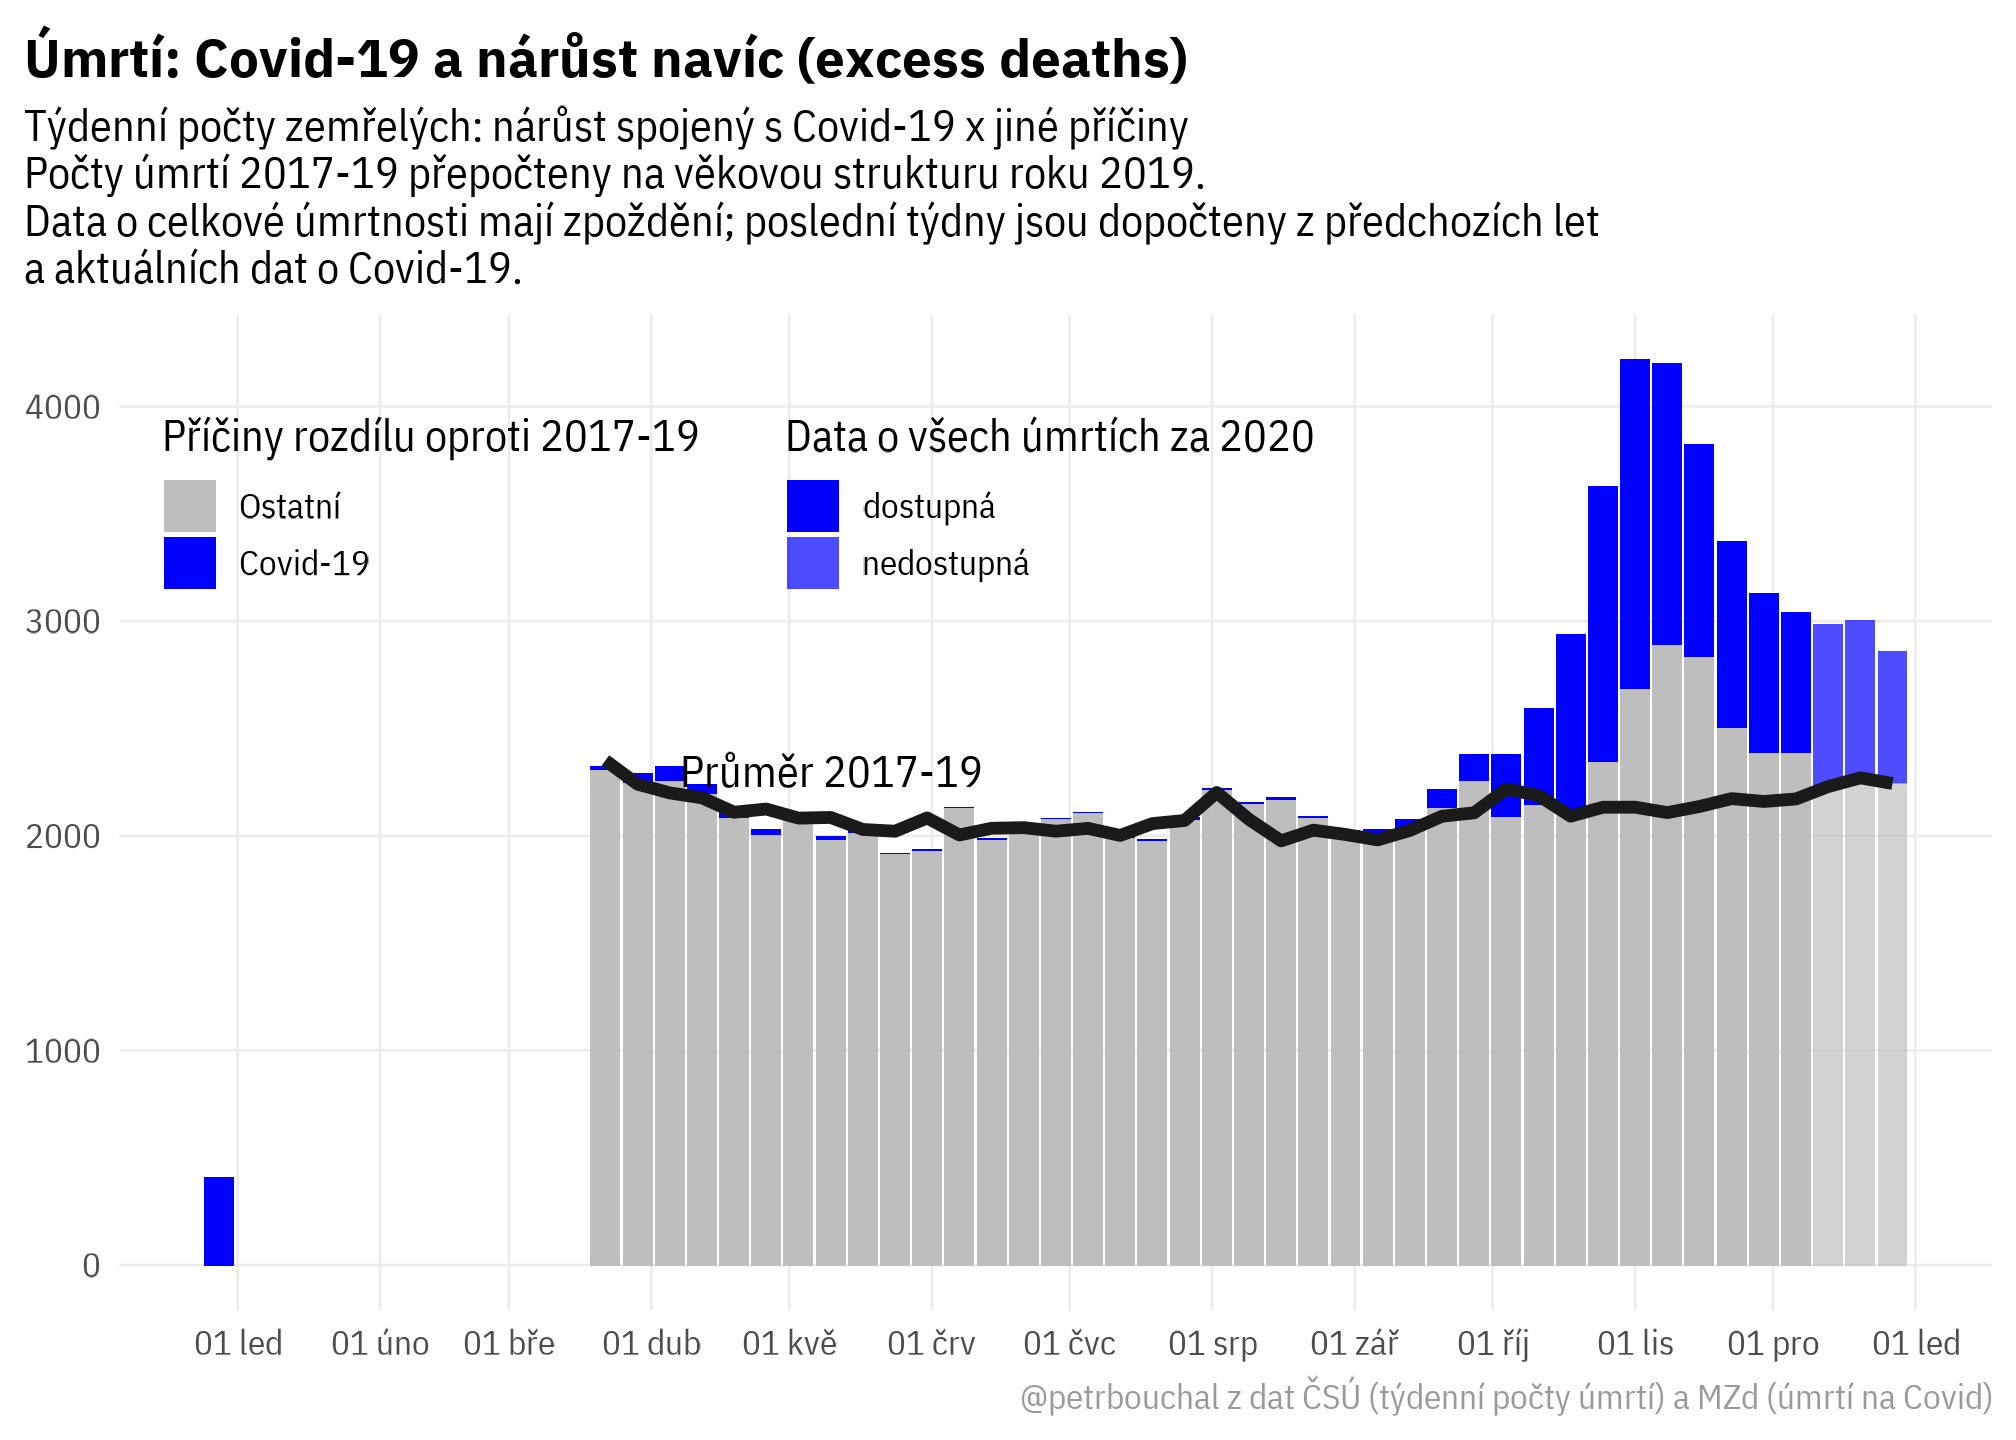 Úmrtí: Covid-19 a nárůst navíc (excess deaths)
Týdenní počty zemřelých: nárůst spojený s Covid-19 x jiné příčiny
Počty úmrtí 2017-19 přepočteny na věkovou strukturu roku 2019.
Data o celkové úmrtnosti mají zpoždění; poslední týdny jsou dopočteny z předchozích let
a aktuálních dat o Covid-19.
4000
Příčiny rozdílu oproti 2017-19
Ostatní
Covid-19
Data o všech úmrtích za 2020
dostupná
nedostupná
3000
Průměr 2017-19
2000
1000
0
01 led 01 úno 01 bře 01 dub 01 kvě 01 črv 01 čvc 01 srp 01 zář 01 říj 01 lis 01 pro 01 led
@petrbouchal z dat ČSÚ (týdenní počty úmrtí) a MZd (úmrtí na Covid)